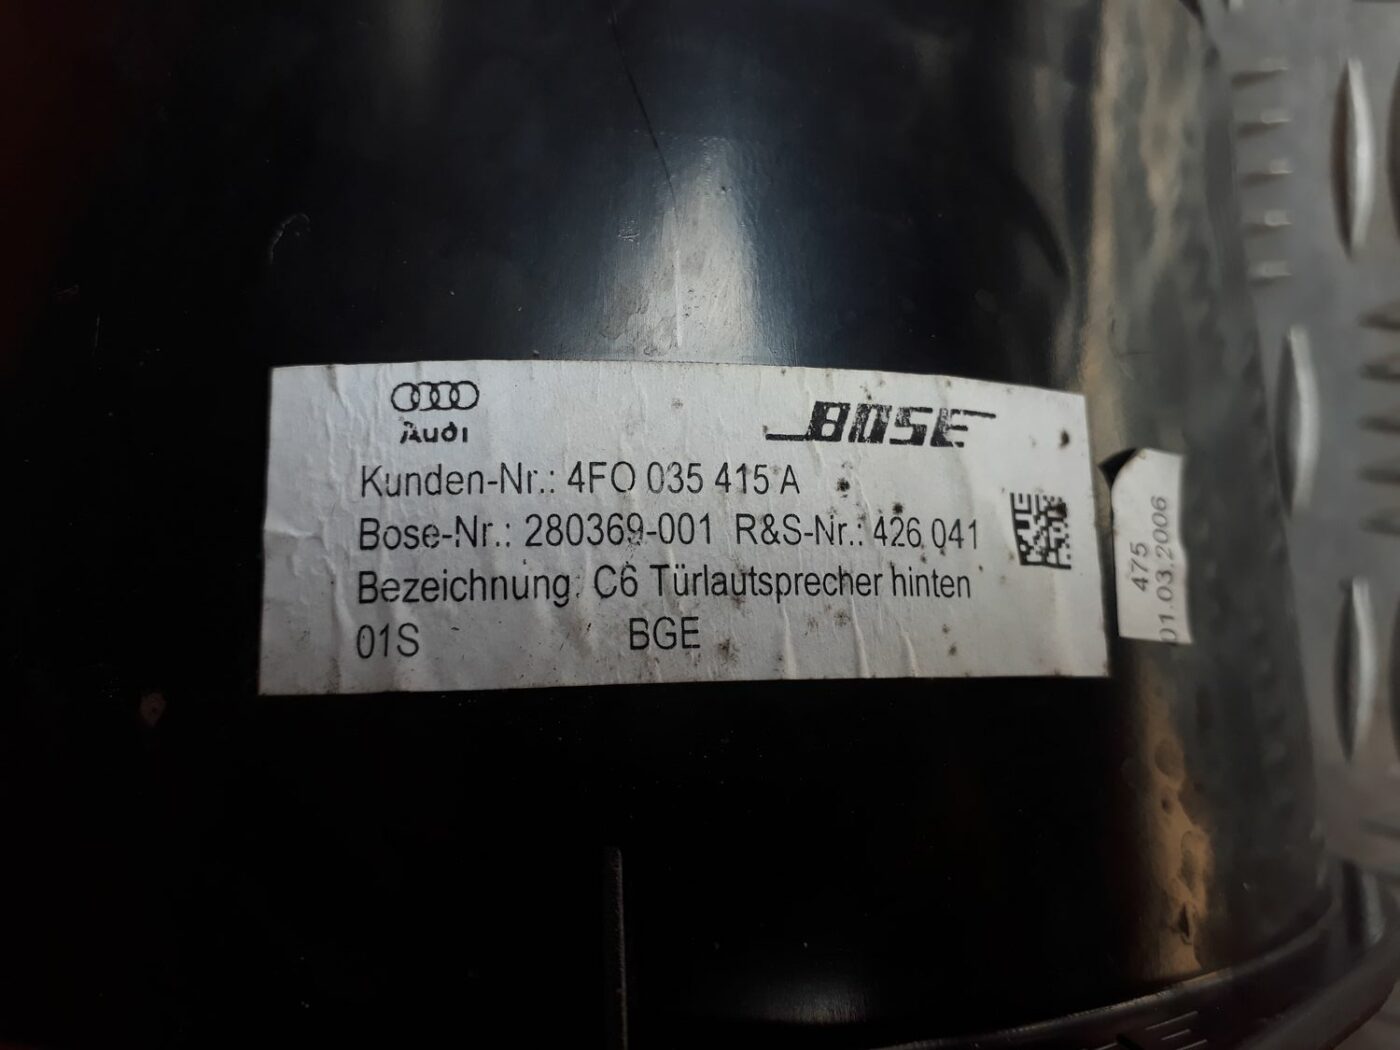 Audi
BOSE
Kunden-Nr.: 4FO 035 415 A
Bose-Nr.: 280369-001 R&S-Nr.: 426 041
Bezeichnung: C6 Türlautsprecher hinten
01S BGE
475
01.03.2006